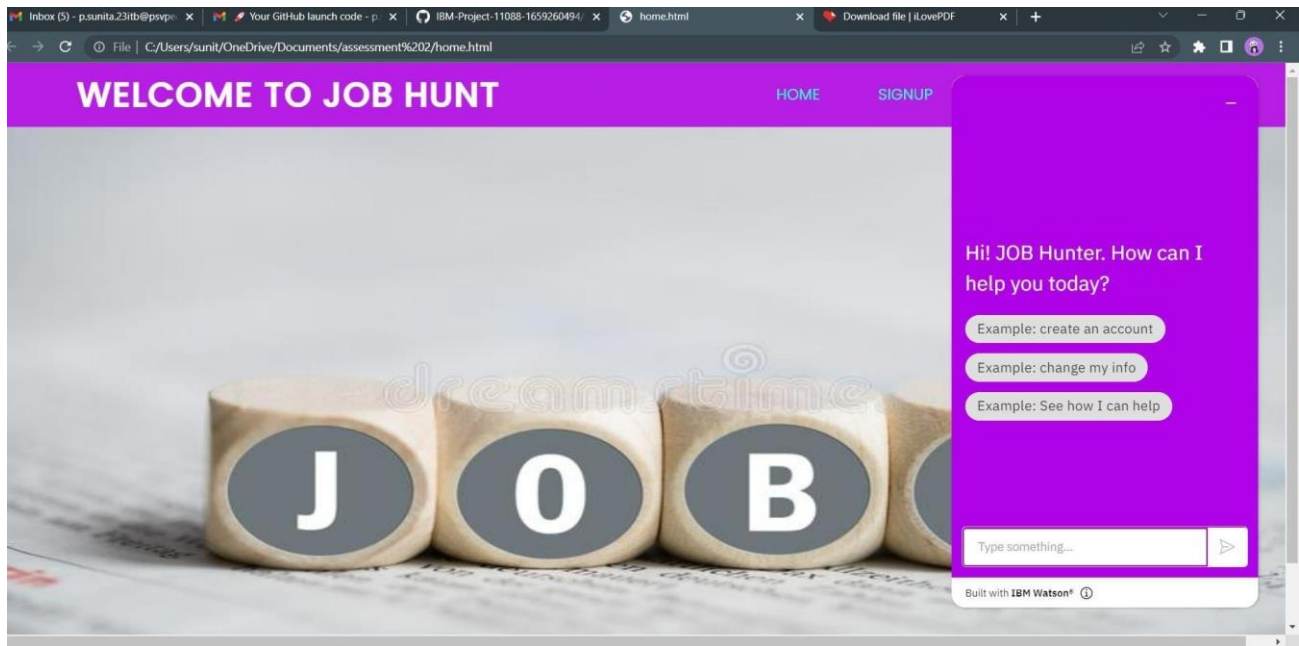 Inbox (5) - p.sunita.23itb@psvpe
Your GitHub launch code - p.
IBM-Project-11088-1659260494/
home.html
Download file | iLovePDF
File | C:/Users/sunit/OneDrive/Documents/assessment%202/home.html
WELCOME TO JOB HUNT
HOME
SIGNUP
Hi! JOB Hunter. How can I
help you today?
Example: create an account
Example: change my info
Example: See how I can help
dreamstime
J O B
Type something...
Built with IBM Watson®